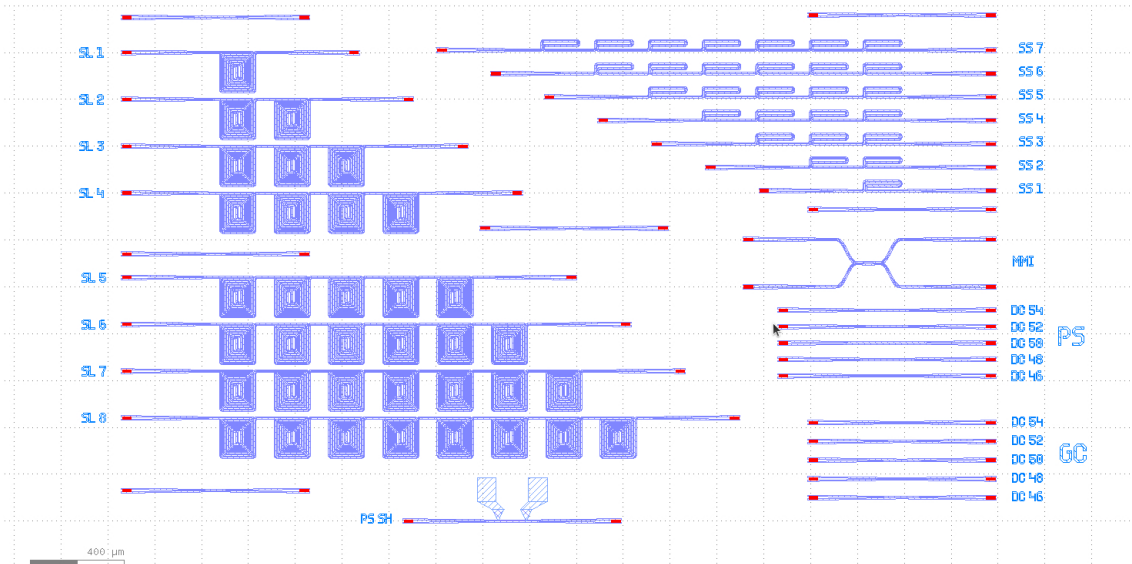 SL 1
SL 2
SL 3
SL 4
SL 5
SL 6
SL 7
SL 8
PS SH
400 µm
SS 7
SS 6
SS 5
SS 4
SS 3
SS 2
SS 1
MMI
DC 54
DC 52
DC 50
DC 48
DC 46
PS
DC 54
DC 52
DC 50
DC 48
DC 46
GC